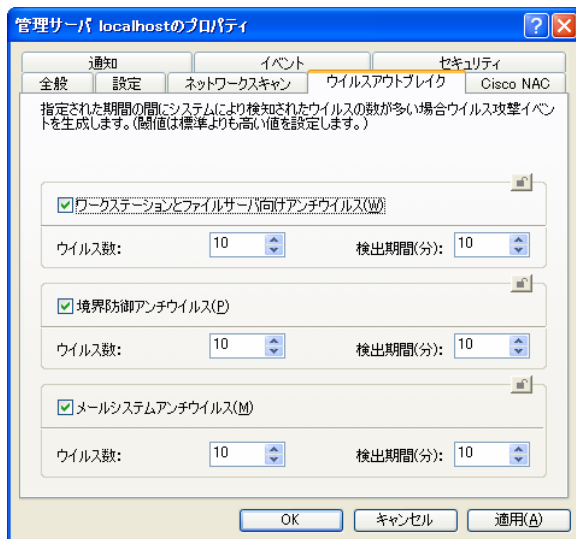 管理サーバ localhostのプロパティ
通知 イベント セキュリティ
全般 設定 ネットワークスキャン ウイルスアウトブレイク Cisco NAC
指定された期間の間にシステムにより検知されたウイルスの数が多い場合ウイルス攻撃イベン
トを生成します。(閾値は標準よりも高い値を設定します。)
ワークステーションとファイルサーバ向けアンチウイルス(W)
ウイルス数: 10 検出期間(分): 10
境界防御アンチウイルス(P)
ウイルス数: 10 検出期間(分): 10
メールシステムアンチウイルス(M)
ウイルス数: 10 検出期間(分): 10
OK キャンセル 適用(A)